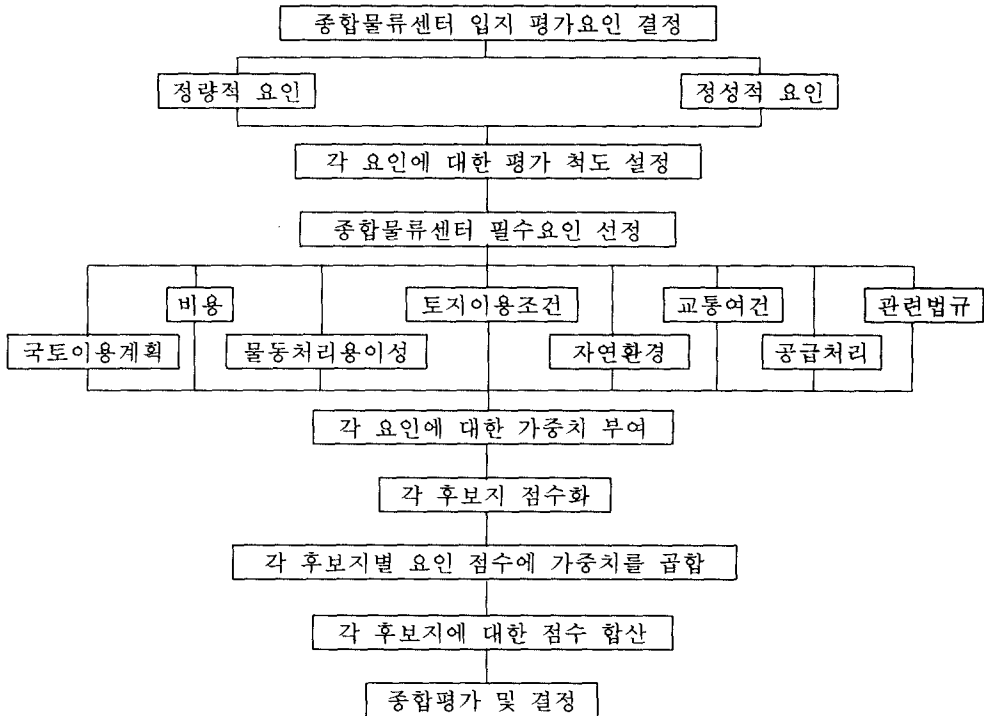 종합물류센터 입지 평가요인 결정
정량적 요인
정성적 요인
각 요인에 대한 평가 척도 설정
종합물류센터 필수요인 선정
비용
토지이용조건
교통여건
관련법규
국토이용계획
물동처리용이성
자연환경
공급처리
각 요인에 대한 가중치 부여
각 후보지 점수화
각 후보지별 요인 점수에 가중치를 곱합
각 후보지에 대한 점수 합산
종합평가 및 결정